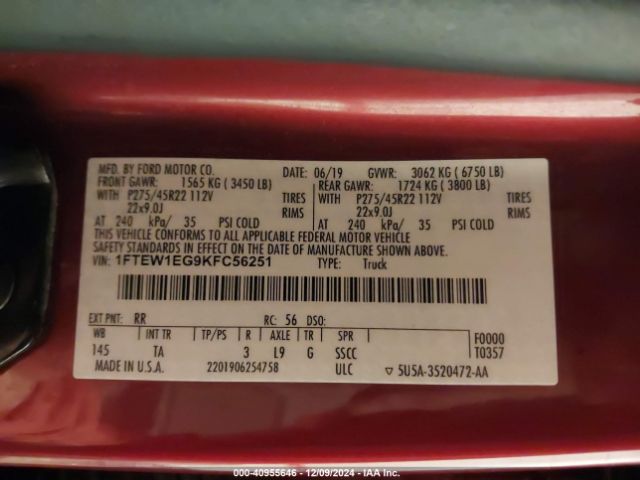 MFD. BY FORD MOTOR CO.
DATE: 06/19 GVWR: 3062 KG ( 6750 LB)
FRONT GAWR: 1565 KG ( 3450 LB)
REAR GAWR: 1724 KG ( 3800 LB)
WITH P275/45R22 112V TIRES
WITH P275/45R22 112V TIRES
22x9.0J RIMS
22x9.0J RIMS
AT 240 kPa/ 35 PSI COLD
AT 240 kPa/ 35 PSI COLD
THIS VEHICLE CONFORMS TO ALL APPLICABLE FEDERAL MOTOR VEHICLE
SAFETY STANDARDS IN EFFECT ON THE DATE OF MANUFACTURE SHOWN ABOVE.
VIN: 1FTEW1EG9KFC56251 TYPE: Truck
EXT PNT: RR RC: 56 DSO:
WB INT TR TP/PS R AXLE TR SPR F0000
145 TA 3 L9 G SSCC T0357
MADE IN U.S.A. 2201906254758 ULC 5U5A-3520472-AA
000-40955646 - 12/09/2024 - IAA Inc.